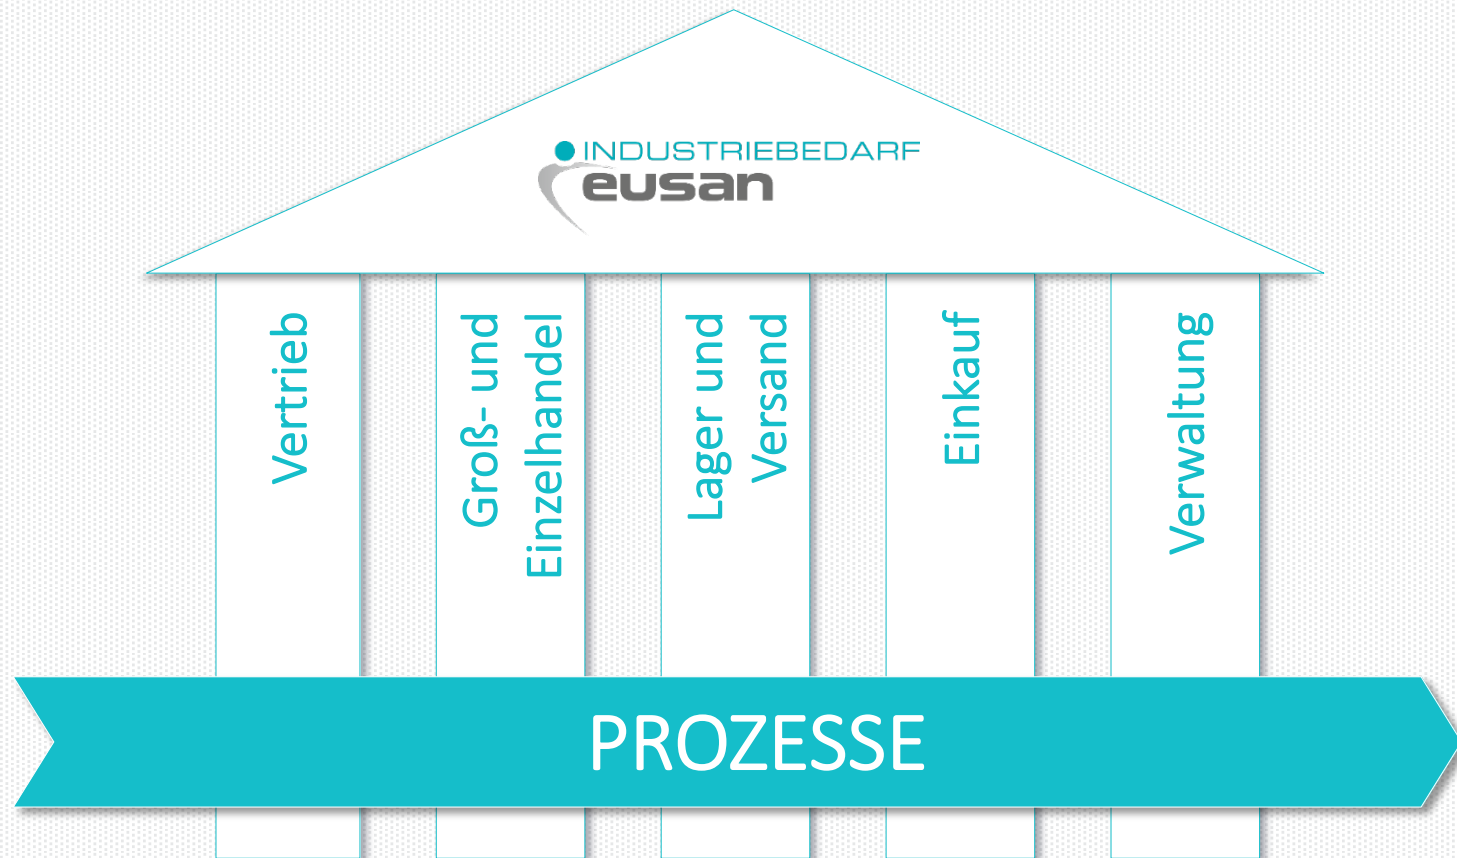 INDUSTRIEBEDARF
eusan
Vertrieb
Groß- und
Einzelhandel
Lager und
Versand
Einkauf
Verwaltung
PROZESSE